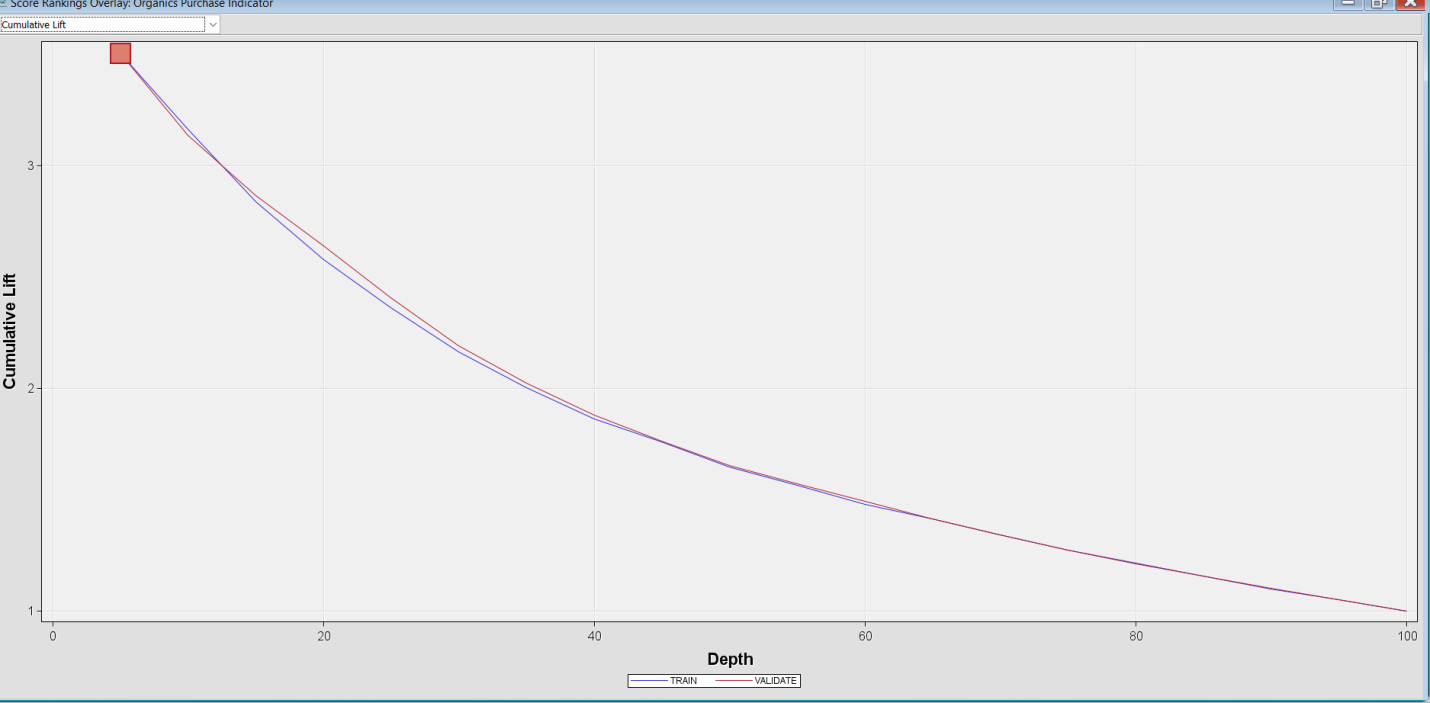 Score Rankings Overlay: Organics Purchase Indicator
Cumulative Lift
Cumulative Lift
3
2
1
0 20 40 60 80 100
Depth
TRAIN VALIDATE